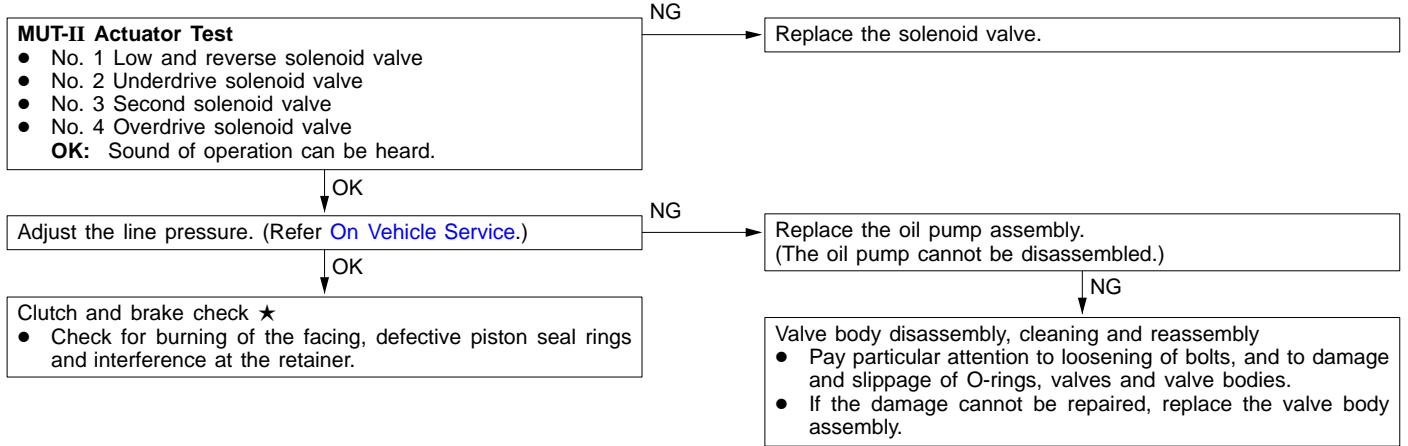 MUT-II Actuator Test
● No. 1 Low and reverse solenoid valve
● No. 2 Underdrive solenoid valve
● No. 3 Second solenoid valve
● No. 4 Overdrive solenoid valve
OK: Sound of operation can be heard.
NG
Replace the solenoid valve.
OK
Adjust the line pressure. (Refer On Vehicle Service.)
NG
Replace the oil pump assembly.
(The oil pump cannot be disassembled.)
OK
NG
Clutch and brake check ★
● Check for burning of the facing, defective piston seal rings
and interference at the retainer.
Valve body disassembly, cleaning and reassembly
● Pay particular attention to loosening of bolts, and to damage
and slippage of O-rings, valves and valve bodies.
● If the damage cannot be repaired, replace the valve body
assembly.